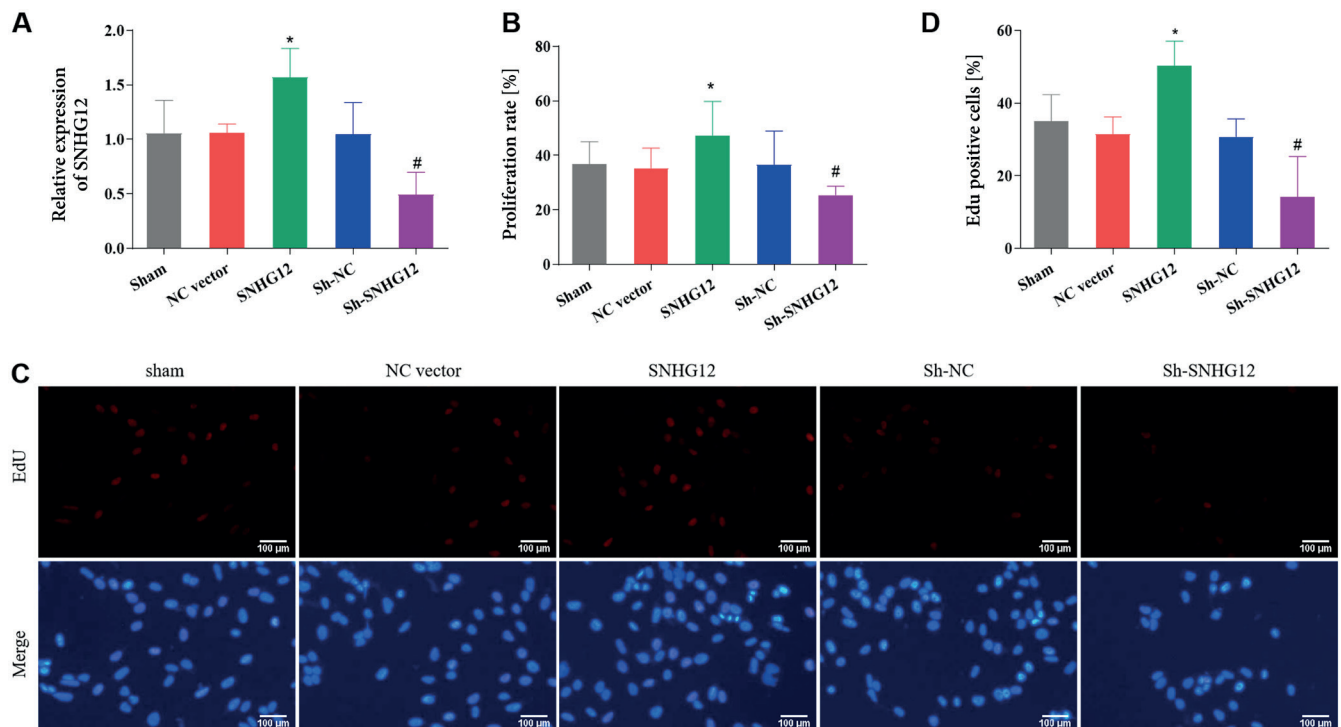 A
Relative expression
of SNHG12
2.0
1.5
1.0
0.5
0.0
*
#
Sham
NC vector
SNHG12
Sh-NC
Sh-SNHG12
B
Proliferation rate [%]
80
60
40
20
0
*
#
Sham
NC vector
SNHG12
Sh-NC
Sh-SNHG12
D
Edu positive cells [%]
60
40
20
0
*
#
Sham
NC vector
SNHG12
Sh-NC
Sh-SNHG12
C
sham
NC vector
SNHG12
Sh-NC
Sh-SNHG12
EdU
100 µm
100 µm
100 µm
100 µm
100 µm
Merge
100 µm
100 µm
100 µm
100 µm
100 µm